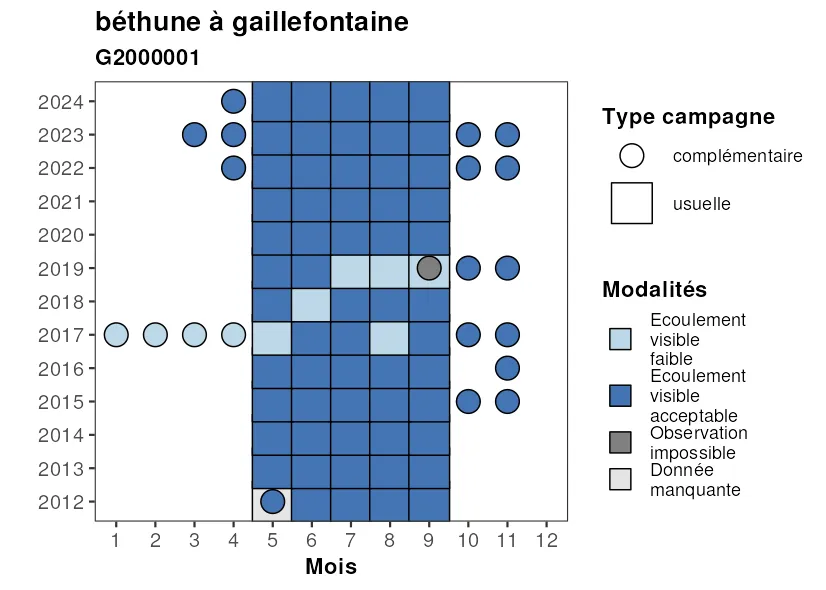 béthune à gaillefontaine
G2000001
2024
2023
2022
2021
2020
2019
2018
2017
2016
2015
2014
2013
2012
1 2 3 4 5 6 7 8 9 10 11 12
Mois
Type campagne
complémentaire
usuelle
Modalités
Ecoulement
visible
faible
Ecoulement
visible
acceptable
Observation
impossible
Donnée
manquante